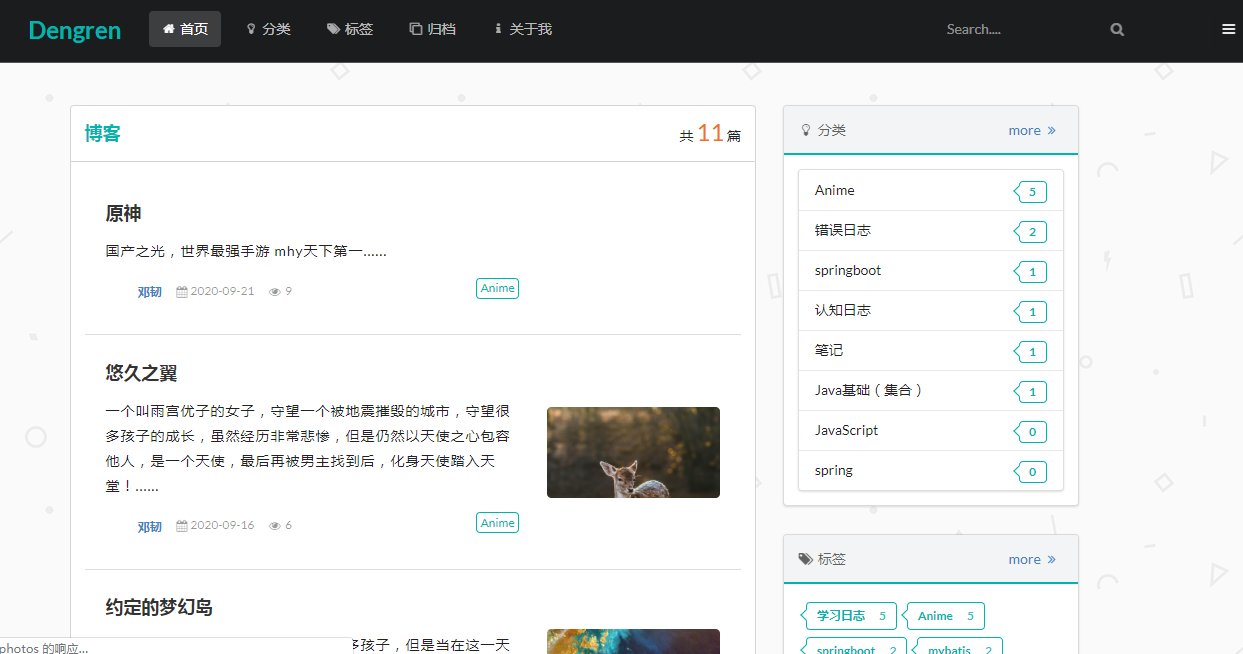 Dengren 首页 分类 标签 归档 关于我 Search....
博客 共 11 篇
原神
国产之光，世界最强手游 mhy天下第一......
邓韧 2020-09-21 9 Anime
悠久之翼
一个叫雨宫优子的女子，守望一个被地震摧毁的城市，守望很
多孩子的成长，虽然经历非常悲惨，但是仍然以天使之心包容
他人，是一个天使，最后再被男主找到后，化身天使踏入天
堂！......
邓韧 2020-09-16 6 Anime
约定的梦幻岛
多孩子，但是当在这一天
photos 的响应...
分类 more
Anime 5
错误日志 2
springboot 1
认知日志 1
笔记 1
Java基础（集合） 1
JavaScript 0
spring 0
标签 more
学习日志 5 Anime 5
springboot 2 mybatis 2